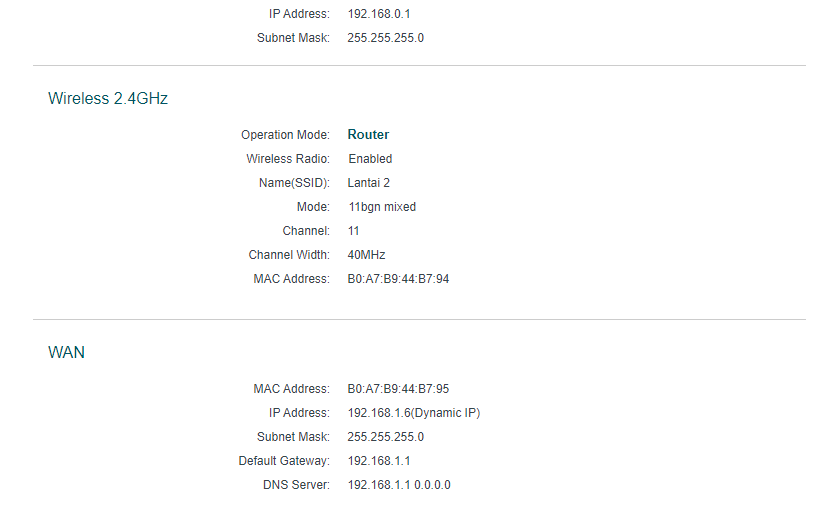 IP Address: 192.168.0.1
Subnet Mask: 255.255.255.0
Wireless 2.4GHz
Operation Mode: Router
Wireless Radio: Enabled
Name(SSID): Lantai 2
Mode: 11bgn mixed
Channel: 11
Channel Width: 40MHz
MAC Address: B0:A7:B9:44:B7:94
WAN
MAC Address: B0:A7:B9:44:B7:95
IP Address: 192.168.1.6(Dynamic IP)
Subnet Mask: 255.255.255.0
Default Gateway: 192.168.1.1
DNS Server: 192.168.1.1 0.0.0.0